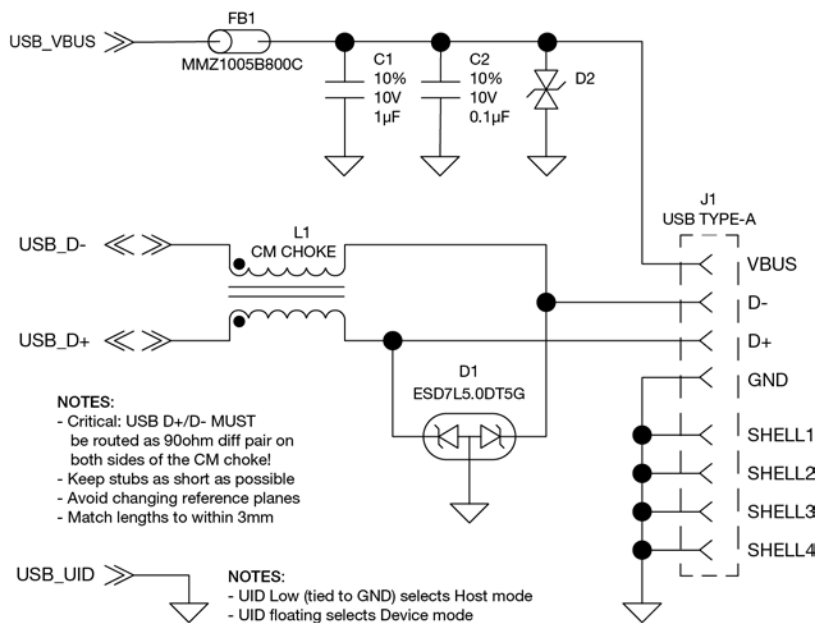 FB1
USB_VBUS
MMZ1005B800C
C1
10%
10V
1µF
C2
10%
10V
0.1µF
D2
J1
USB TYPE-A
L1
CM CHOKE
USB_D-
USB_D+
VBUS
D-
D+
GND
SHELL1
SHELL2
SHELL3
SHELL4
D1
ESD7L5.0DT5G
NOTES:
- Critical: USB D+/D- MUST
be routed as 90ohm diff pair on
both sides of the CM choke!
- Keep stubs as short as possible
- Avoid changing reference planes
- Match lengths to within 3mm
USB_UID
NOTES:
- UID Low (tied to GND) selects Host mode
- UID floating selects Device mode